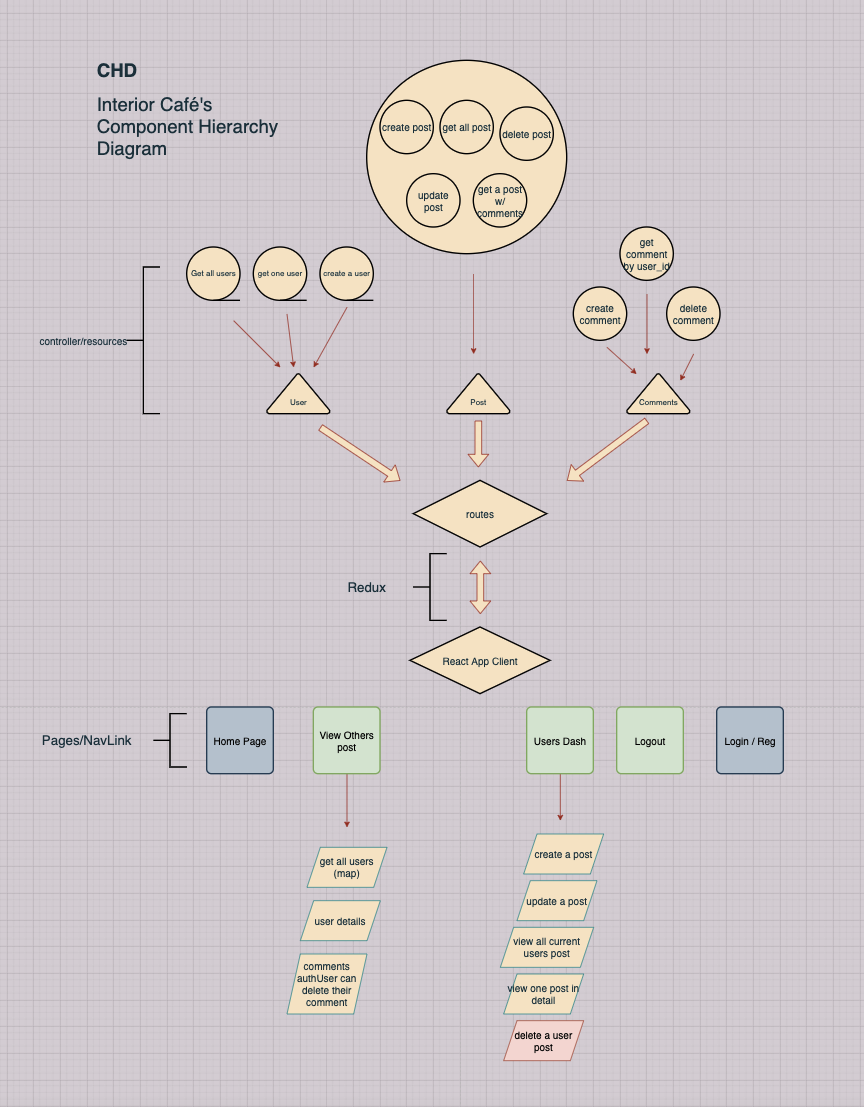 CHD
Interior Café's
Component Hierarchy
Diagram
create post
get all post
delete post
update
post
get a post
w/
comments
get
comment
by user_id
Get all users
get one user
create a user
create
comment
delete
comment
controller/resources
User
Post
Comments
routes
Redux
React App Client
Pages/NavLink
Home Page
View Others
post
Users Dash
Logout
Login / Reg
get all users
(map)
user details
comments
authUser can
delete their
comment
create a post
update a post
view all current
users post
view one post in
detail
delete a user
post